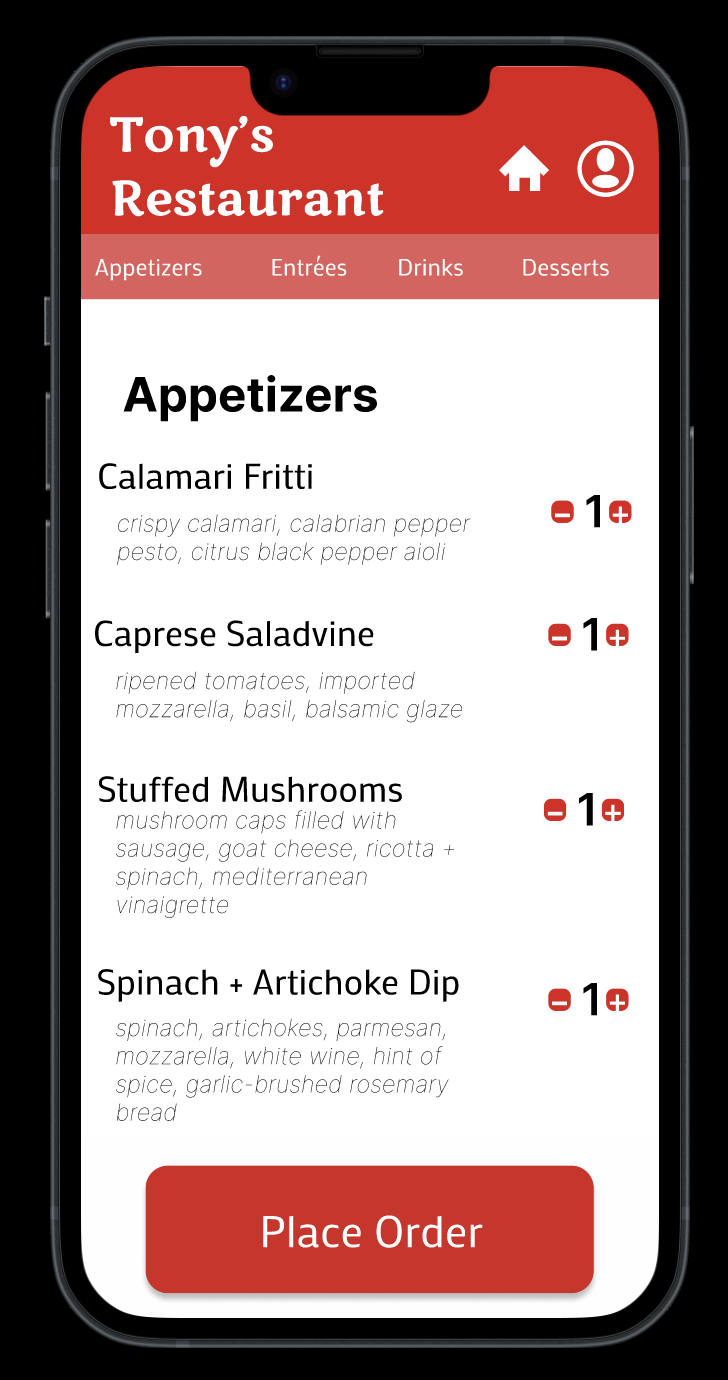 Tony's
Restaurant
Appetizers Entrées Drinks Desserts
Appetizers
Calamari Fritti
crispy calamari, calabrian pepper
pesto, citrus black pepper aioli
− 1 +
Caprese Saladvine
− 1 +
ripened tomatoes, imported
mozzarella, basil, balsamic glaze
Stuffed Mushrooms
− 1 +
mushroom caps filled with
sausage, goat cheese, ricotta +
spinach, mediterranean
vinaigrette
Spinach + Artichoke Dip
− 1 +
spinach, artichokes, parmesan,
mozzarella, white wine, hint of
spice, garlic-brushed rosemary
bread
Place Order